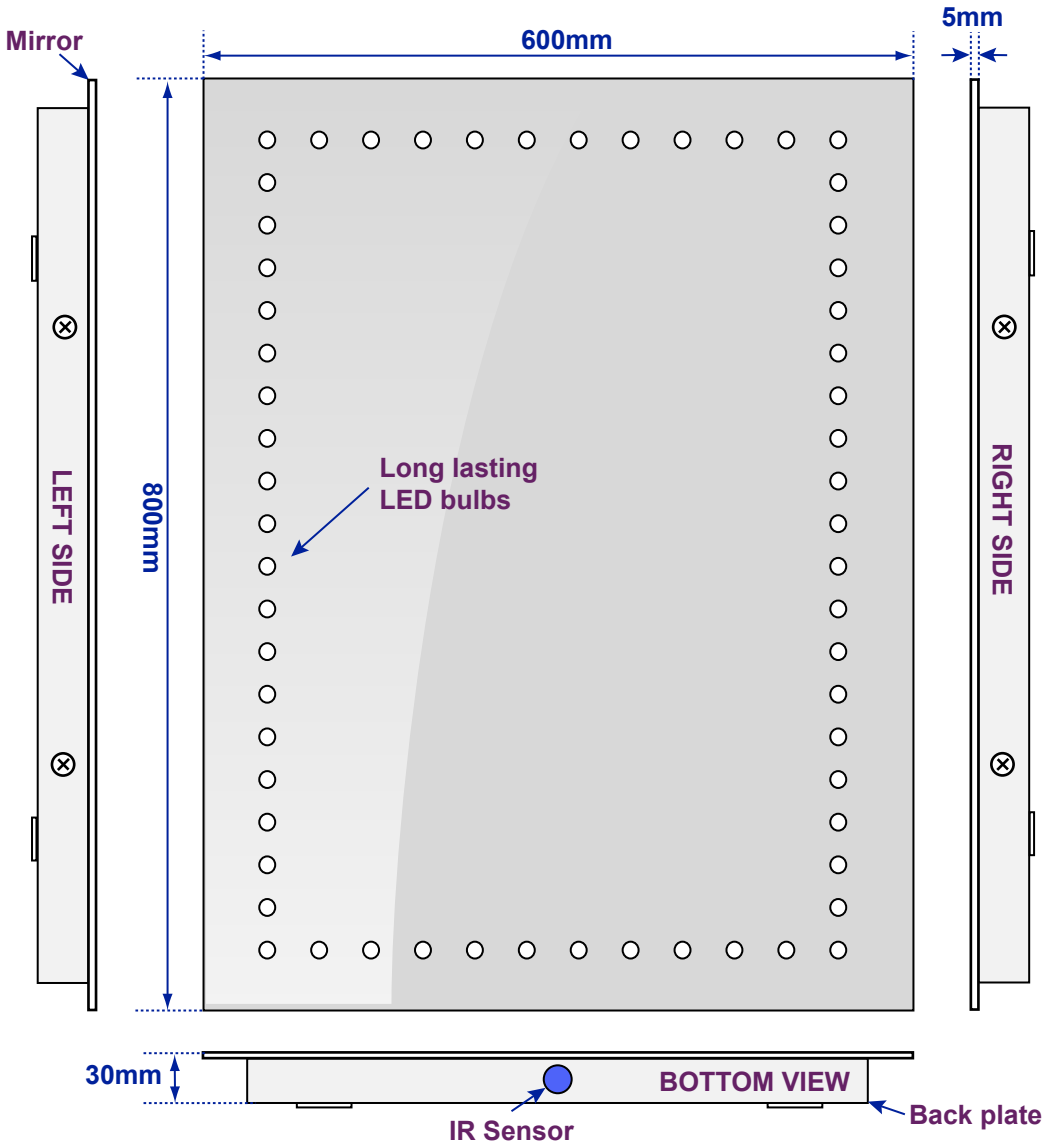 5mm
600mm
Mirror
Long lasting
LED bulbs
LEFT SIDE
800mm
RIGHT SIDE
30mm
BOTTOM VIEW
Back plate
IR Sensor